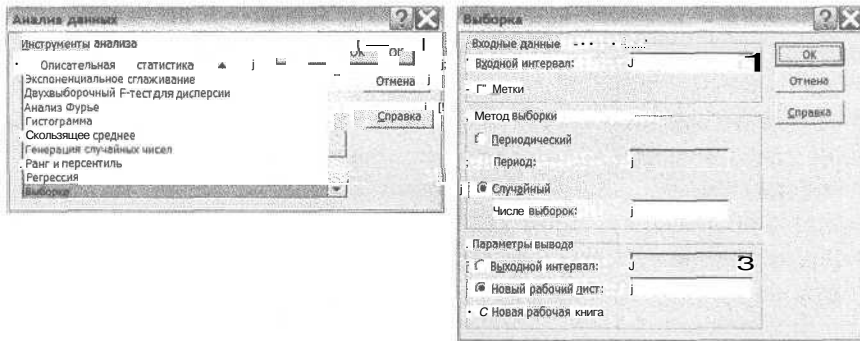 Анализ данных
Инструменты анализа
OK
Описательная статистика
Экспоненциальное сглаживание
Двухвыборочный F-тест для дисперсии
Анализ Фурье
Гистограмма
Скользящее среднее
Генерация случайных чисел
Ранг и персентиль
Регрессия
Выборка
Отмена
Справка
Выборка
Входные данные
Входной интервал:
1
Метки
Метод выборки
Периодический
Период:
Случайный
Числе выборок:
Параметры вывода
Выходной интервал:
3
Новый рабочий лист:
С Новая рабочая книга
OK
Отмена
Справка